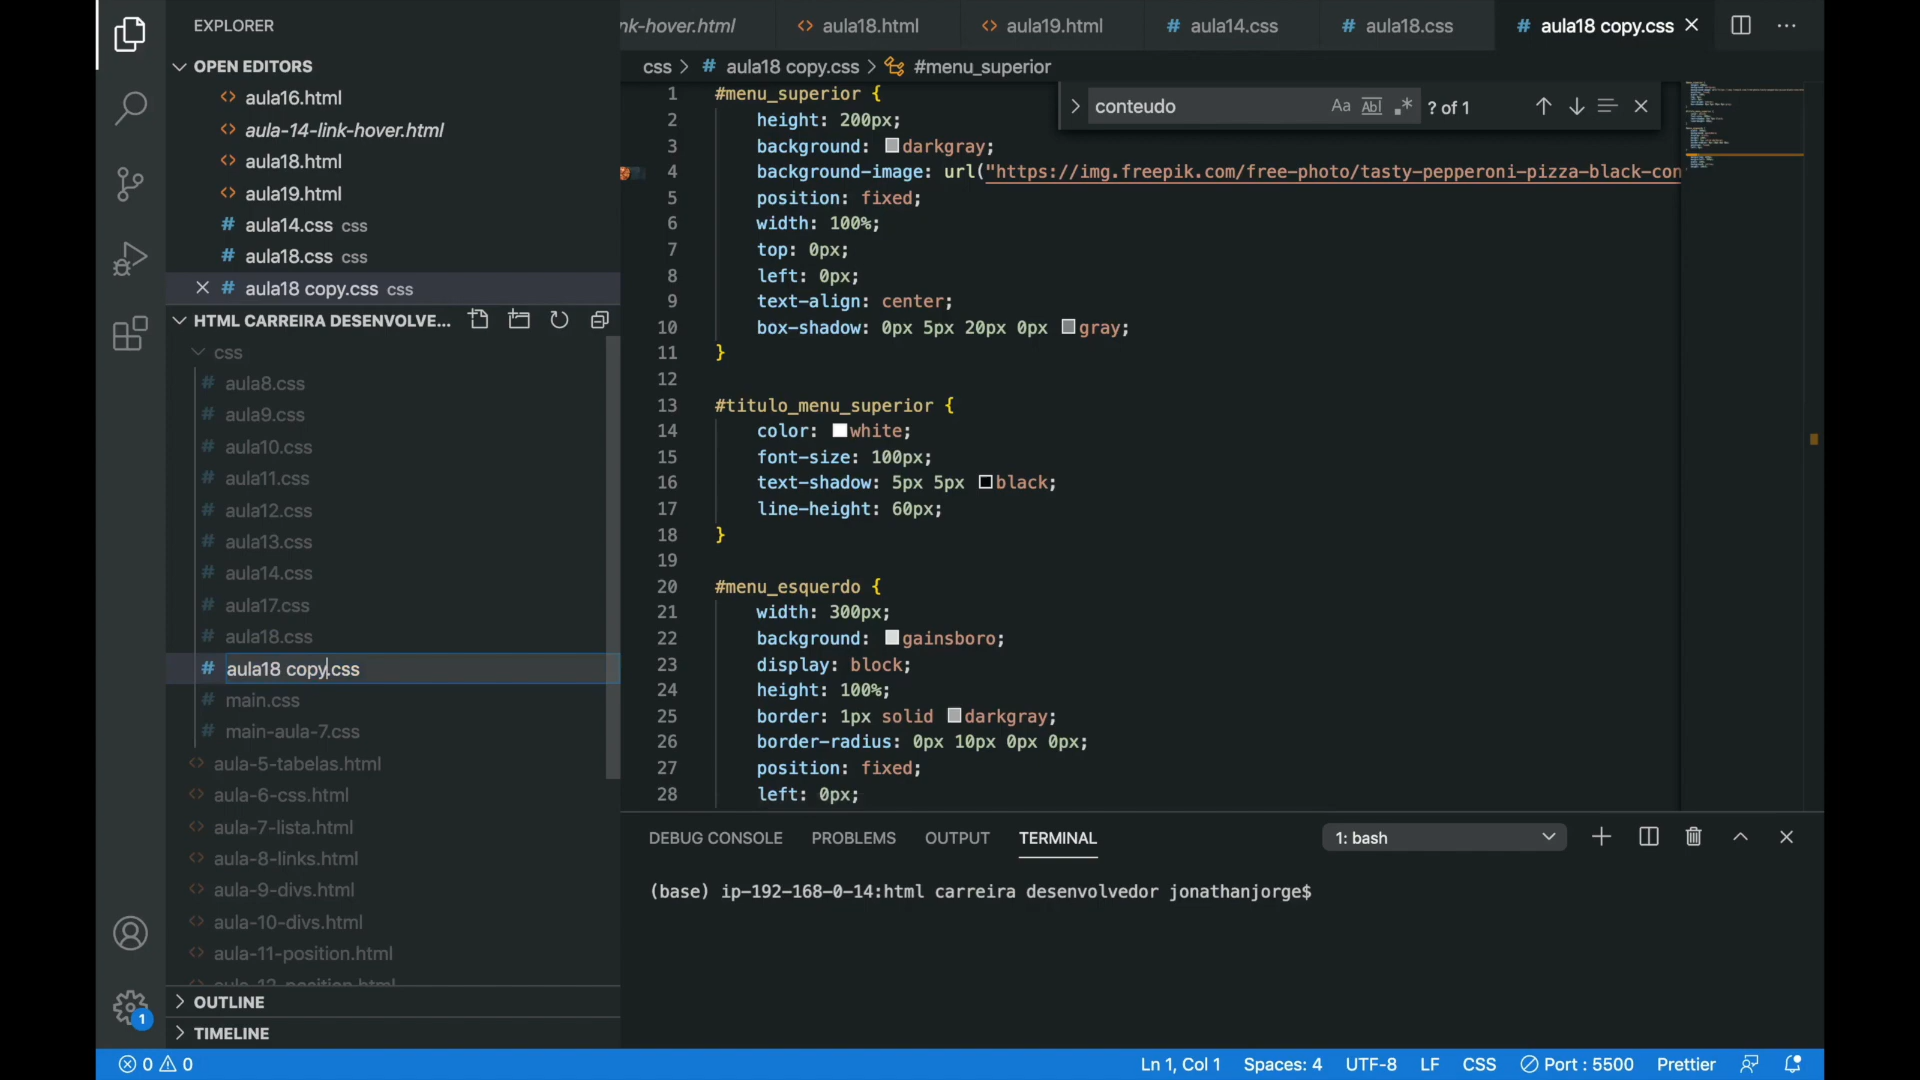 EXPLORER
OPEN EDITORS
aula16.html
aula-14-link-hover.html
aula18.html
aula19.html
aula14.css css
aula18.css css
aula18 copy.css css
HTML CARREIRA DESENVOLVE...
css
aula8.css
aula9.css
aula10.css
aula11.css
aula12.css
aula13.css
aula14.css
aula17.css
aula18.css
aula18 copy.css
main.css
main-aula-7.css
aula-5-tabelas.html
aula-6-css.html
aula-7-lista.html
aula-8-links.html
aula-9-divs.html
aula-10-divs.html
aula-11-position.html
aula-12-position.html
OUTLINE
TIMELINE
nk-hover.html aula18.html aula19.html aula14.css aula18.css aula18 copy.css
css > aula18 copy.css > #menu_superior
conteudo Aa Abl .* ? of 1
1 #menu_superior {
2 height: 200px;
3 background: darkgray;
4 background-image: url("https://img.freepik.com/free-photo/tasty-pepperoni-pizza-black-con
5 position: fixed;
6 width: 100%;
7 top: 0px;
8 left: 0px;
9 text-align: center;
10 box-shadow: 0px 5px 20px 0px gray;
11 }
12
13 #titulo_menu_superior {
14 color: white;
15 font-size: 100px;
16 text-shadow: 5px 5px black;
17 line-height: 60px;
18 }
19
20 #menu_esquerdo {
21 width: 300px;
22 background: gainsboro;
23 display: block;
24 height: 100%;
25 border: 1px solid darkgray;
26 border-radius: 0px 10px 0px 0px;
27 position: fixed;
28 left: 0px;
DEBUG CONSOLE PROBLEMS OUTPUT TERMINAL 1: bash
(base) ip-192-168-0-14:html carreira desenvolvedor jonathanjorge$
1
0 0 Ln 1, Col 1 Spaces: 4 UTF-8 LF CSS Port : 5500 Prettier